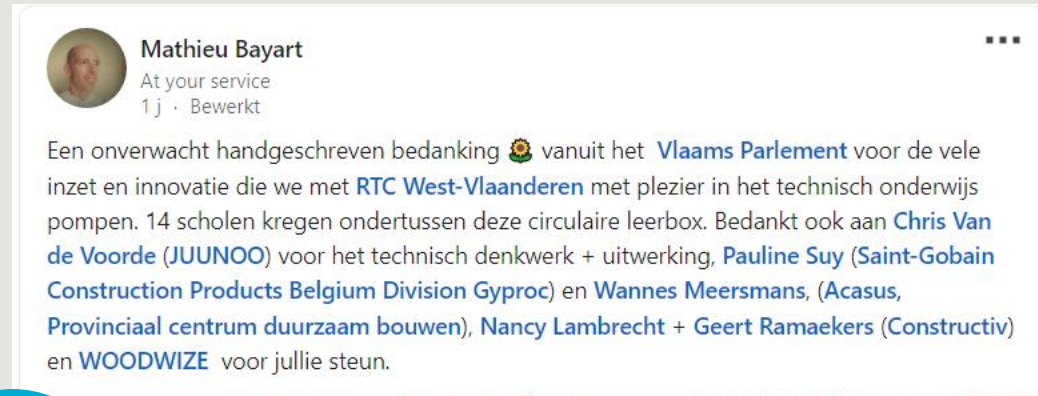 Mathieu Bayart
At your service
1 j · Bewerkt
Een onverwacht handgeschreven bedanking 🌻 vanuit het Vlaams Parlement voor de vele
inzet en innovatie die we met RTC West-Vlaanderen met plezier in het technisch onderwijs
pompen. 14 scholen kregen ondertussen deze circulaire leerbox. Bedankt ook aan Chris Van
de Voorde (JUUNOO) voor het technisch denkwerk + uitwerking, Pauline Suy (Saint-Gobain
Construction Products Belgium Division Gyproc) en Wannes Meersmans, (Acasus,
Provinciaal centrum duurzaam bouwen), Nancy Lambrecht + Geert Ramaekers (Constructiv)
en WOODWIZE voor jullie steun.